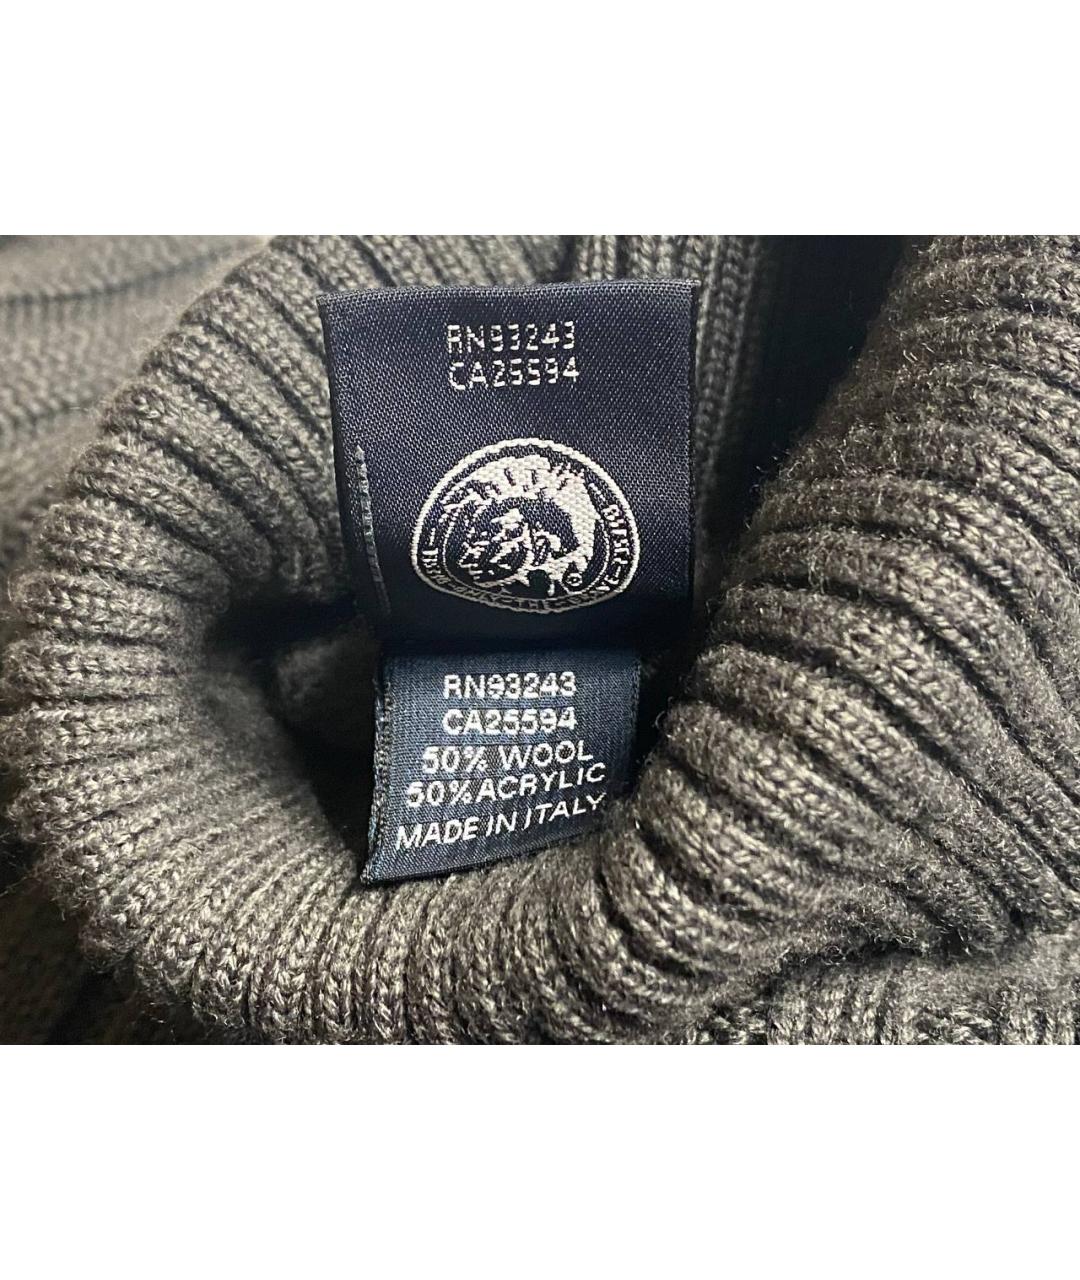 RN93243
CA25594
RN93243
CA25594
50% WOOL
50% ACRYLIC
MADE IN ITALY